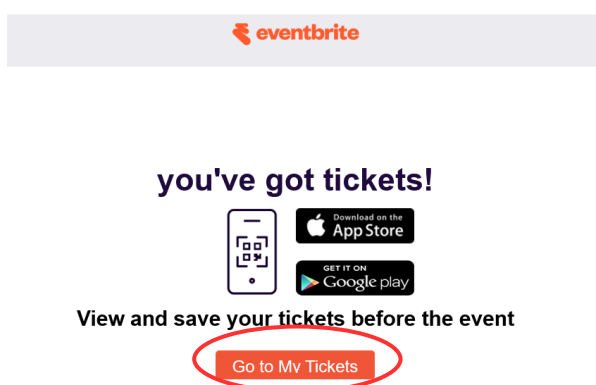 eventbrite
you've got tickets!
Download on the
App Store
GET IT ON
Google play
View and save your tickets before the event
Go to My Tickets